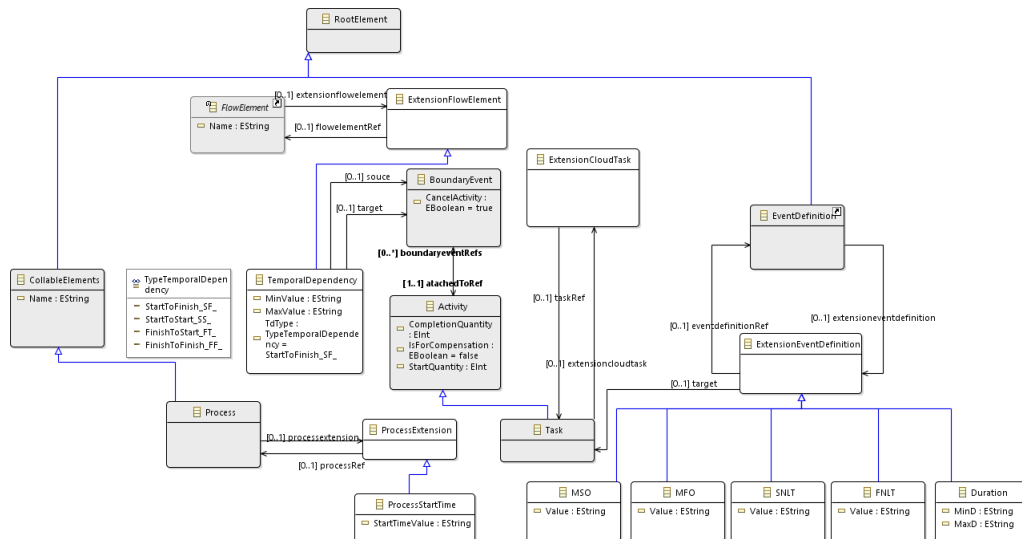 RootElement
[0..1] extensionflowelement
FlowElement
Name : EString
ExtensionFlowElement
[0..1] flowelementRef
ExtensionCloudTask
[0..1] souce
BoundaryEvent
CancelActivity :
EBoolean = true
[0..1] target
EventDefinition
[0..*] boundaryeventRefs
CollableElements
Name : EString
TypeTemporalDepen
dency
StartToFinish_SF_
StartToStart_SS_
FinishToStart_FT_
FinishToFinish_FF_
TemporalDependency
MinValue : EString
MaxValue : EString
TdType :
TypeTemporalDepende
ncy =
StartToFinish_SF_
[1..1] atachedToRef
Activity
CompletionQuantity
: EInt
IsForCompensation :
EBoolean = false
StartQuantity : EInt
[0..1] taskRef
[0..1] extensioncloudtask
[0..1] extensioneventdefinition
[0..1] eventdefinitionRef
ExtensionEventDefinition
[0..1] target
Process
[0..1] processextension
[0..1] processRef
ProcessExtension
Task
ProcessStartTime
StartTimeValue : EString
MSO
Value : EString
MFO
Value : EString
SNLT
Value : EString
FNLT
Value : EString
Duration
MinD : EString
MaxD : EString